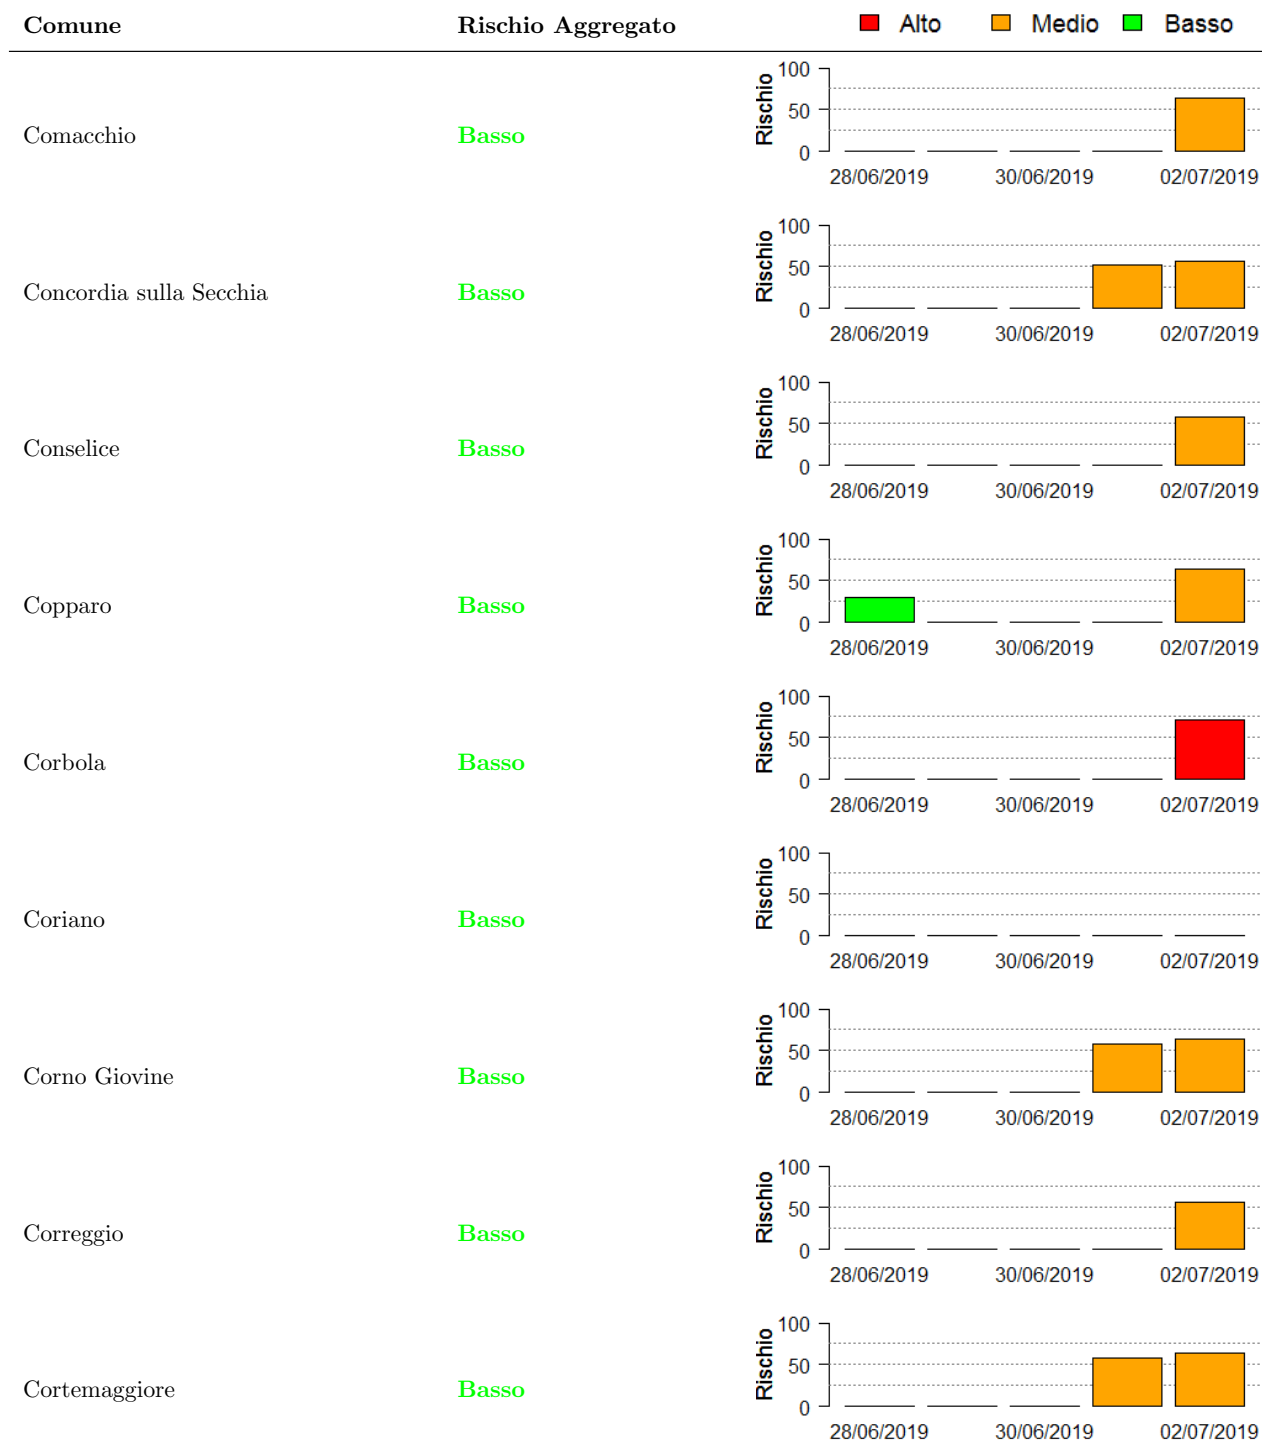 Comune Rischio Aggregato Alto Medio Basso
Comacchio Basso
Rischio
100
50
0
28/06/2019 30/06/2019 02/07/2019
Concordia sulla Secchia Basso
Rischio
100
50
0
28/06/2019 30/06/2019 02/07/2019
Conselice Basso
Rischio
100
50
0
28/06/2019 30/06/2019 02/07/2019
Copparo Basso
Rischio
100
50
0
28/06/2019 30/06/2019 02/07/2019
Corbola Basso
Rischio
100
50
0
28/06/2019 30/06/2019 02/07/2019
Coriano Basso
Rischio
100
50
0
28/06/2019 30/06/2019 02/07/2019
Corno Giovine Basso
Rischio
100
50
0
28/06/2019 30/06/2019 02/07/2019
Correggio Basso
Rischio
100
50
0
28/06/2019 30/06/2019 02/07/2019
Cortemaggiore Basso
Rischio
100
50
0
28/06/2019 30/06/2019 02/07/2019